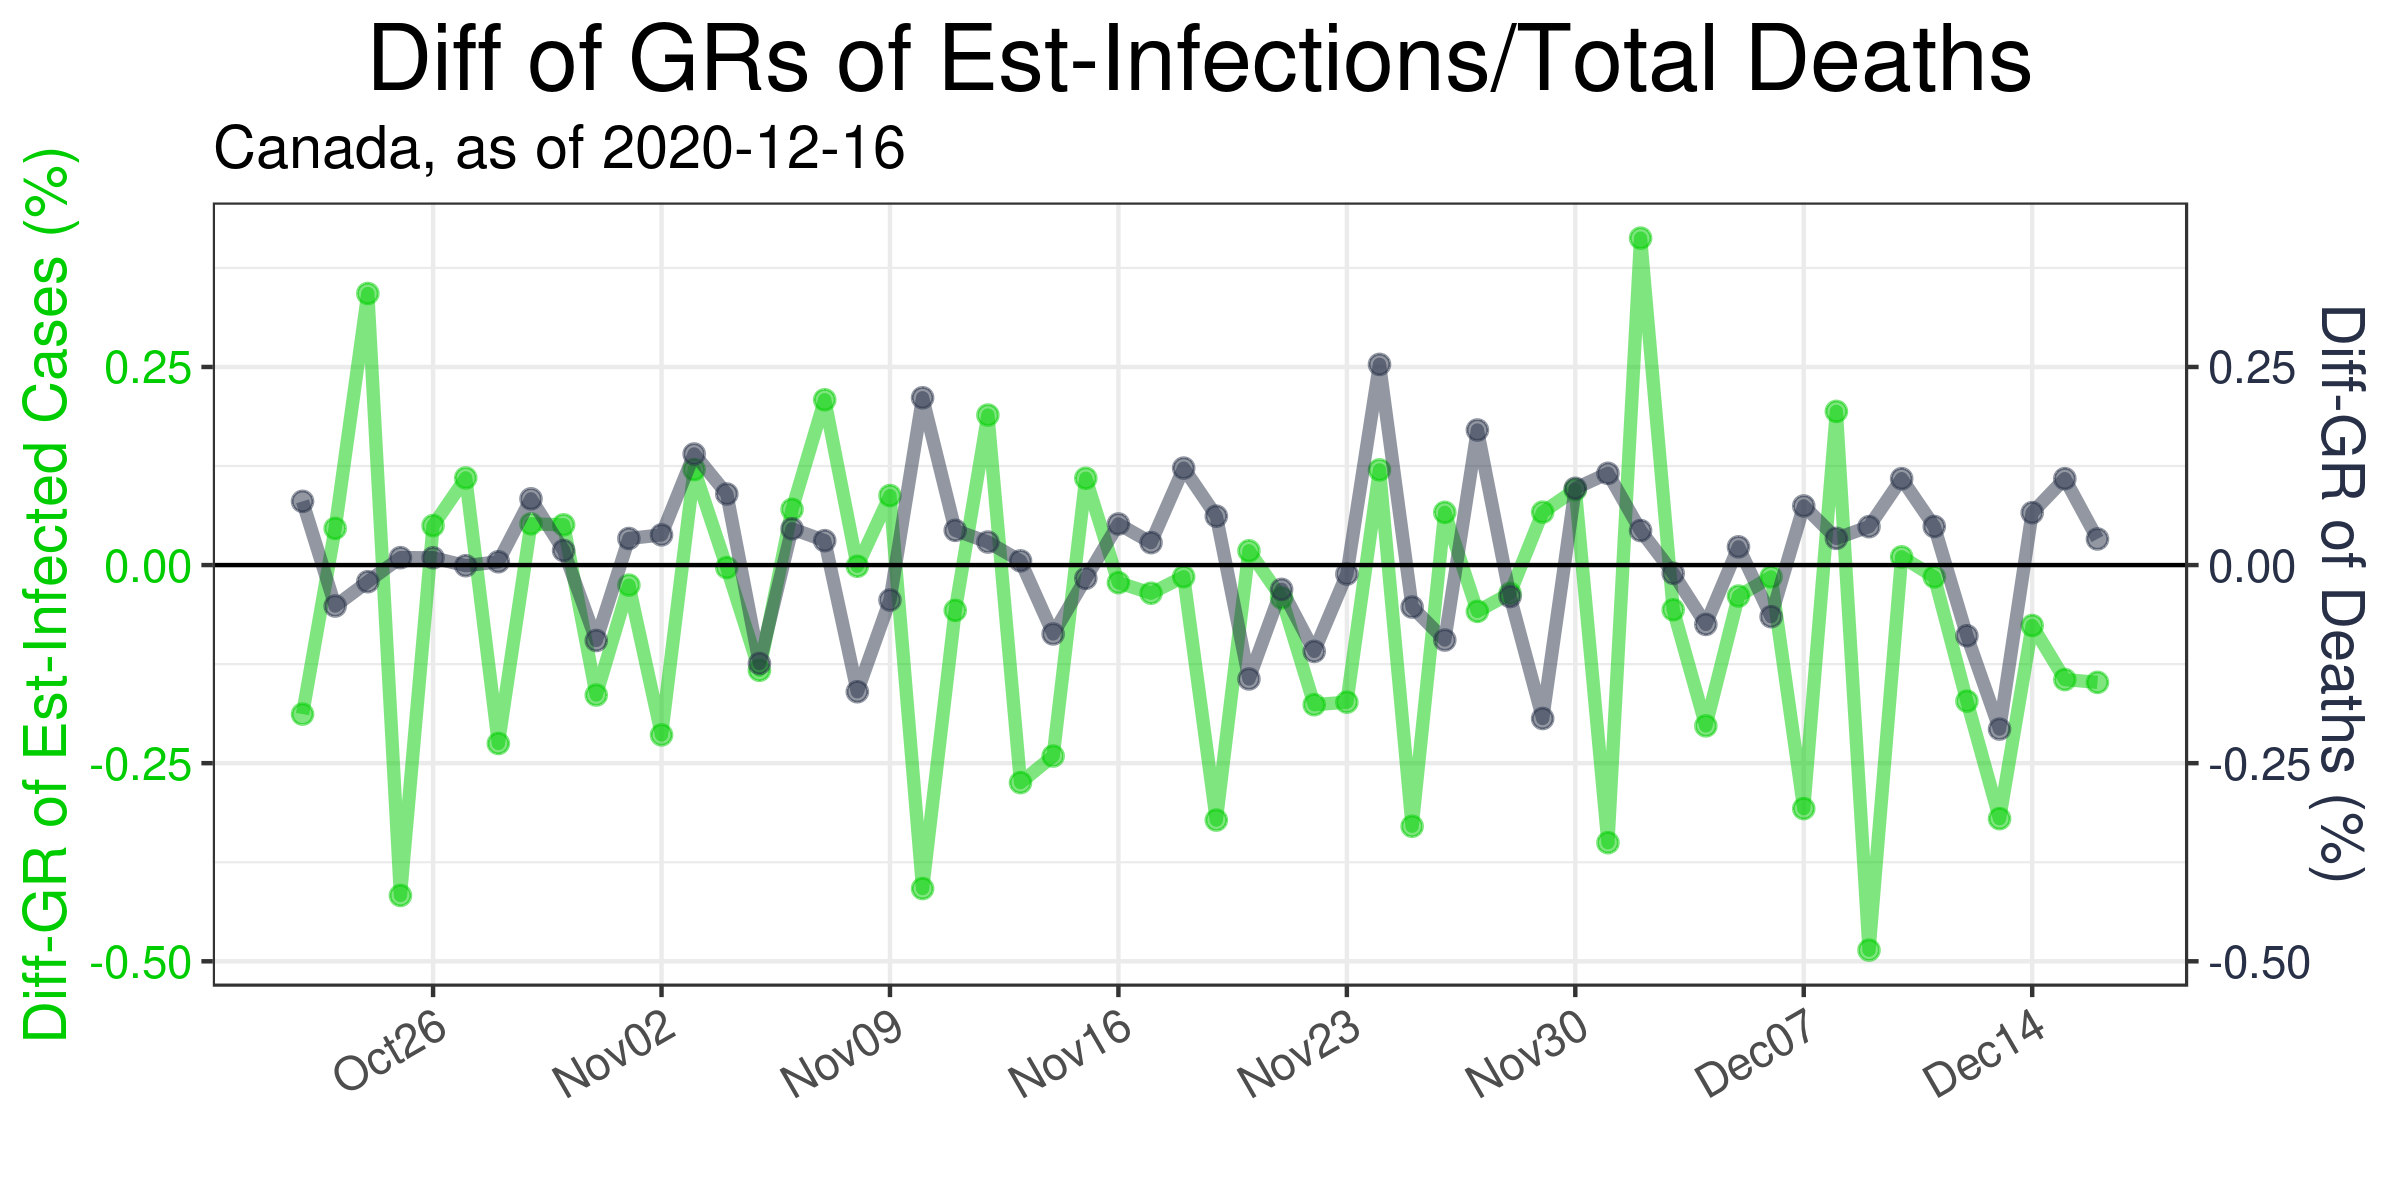 Diff of GRs of Est-Infections/Total Deaths
Canada, as of 2020-12-16
Diff-GR of Est-Infected Cases (%)
0.25
0.00
-0.25
-0.50
0.25
0.00
-0.25
-0.50
Diff-GR of Deaths (%)
Oct26
Nov02
Nov09
Nov16
Nov23
Nov30
Dec07
Dec14